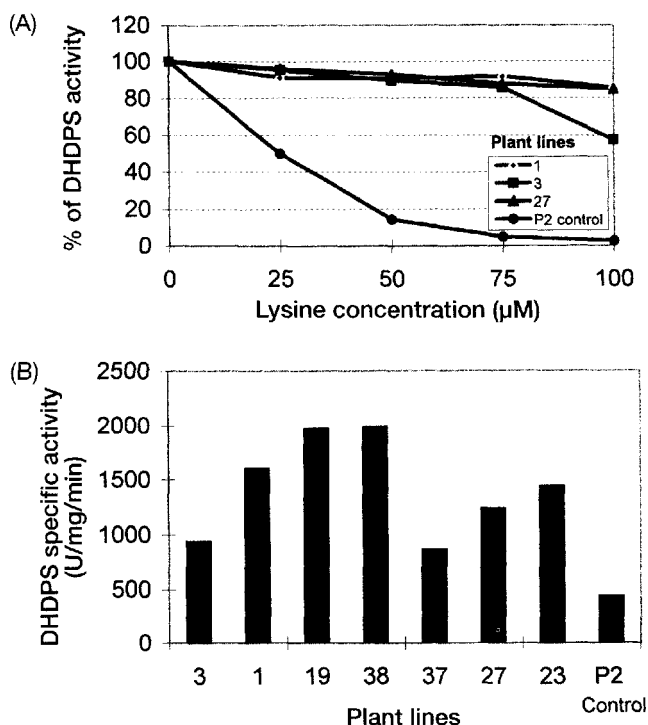 (A)
% of DHDPS activity
120
100
80
60
40
20
0
Plant lines
1
3
27
P2 control
0 25 50 75 100
Lysine concentration (µM)
(B)
DHDPS specific activity
(U/mg/min)
2500
2000
1500
1000
500
0
3 1 19 38 37 27 23 P2
Control
Plant lines